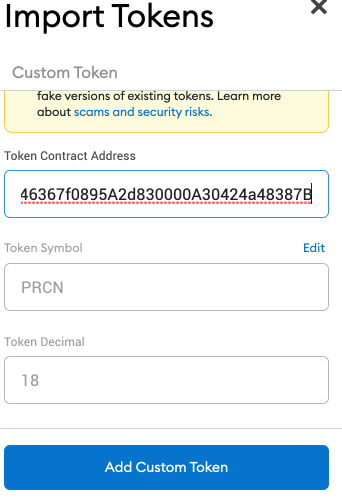 Import Tokens
Custom Token
fake versions of existing tokens. Learn more
about scams and security risks.
Token Contract Address
46367f0895A2d830000A30424a48387B
Token Symbol
Edit
PRCN
Token Decimal
18
Add Custom Token